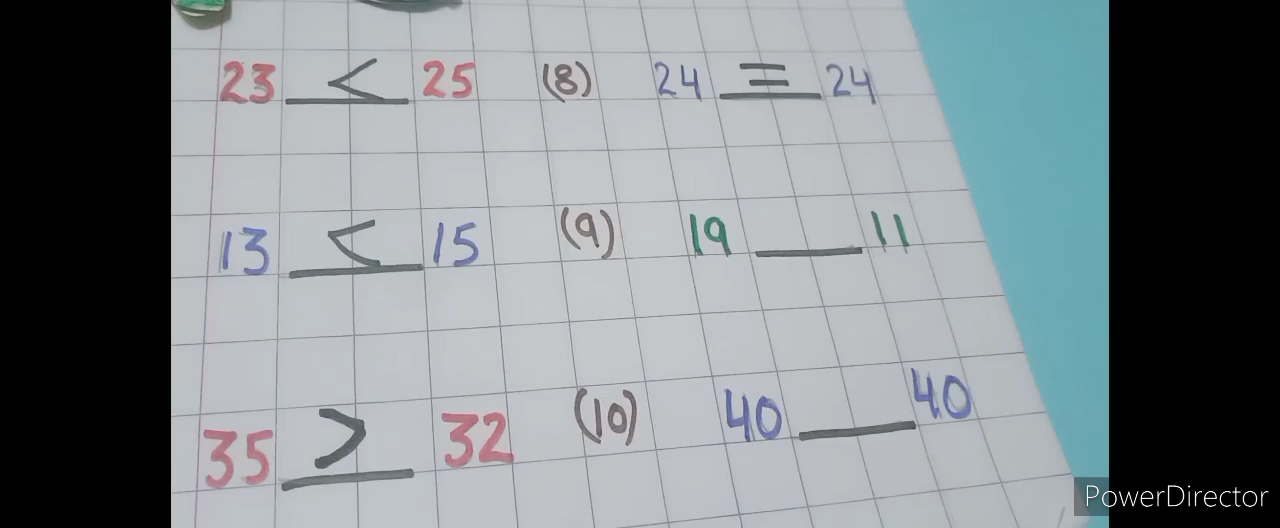 23 < 25 (8) 24 = 24
13 < 15 (9) 19 ___ 11
35 > 32 (10) 40 ___ 40
PowerDirector